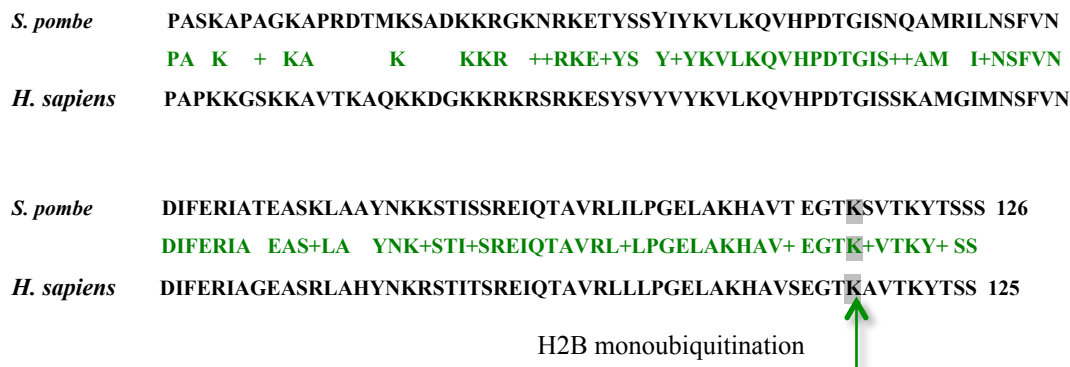 S. pombe PASKAPAGKAPRDTMKSADKKRGKNRKETYSSYIYKVLKQVHPDTGISNQAMRILNSFVN
PA K + KA K KKR ++RKE+YS Y+YKVLKQVHPDTGIS++AM I+NSFVN
H. sapiens PAPKKGSKKAVTKAQKKDGKKRKRSRKESYSVYVYKVLKQVHPDTGISSKAMGIMNSFVN
S. pombe DIFERIATEASKLAAYNKKSTISSREIQTAVRLILPGELAKHAVT EGTKSVTKYTSSS 126
DIFERIA EAS+LA YNK+STI+SREIQTAVRL+LPGELAKHAV+ EGTK+VTKY+ SS
H. sapiens DIFERIAGEASRLAHYNKRSTITSREIQTAVRLLLPGELAKHAVSEGTKAVTKYTSS 125
H2B monoubiquitination